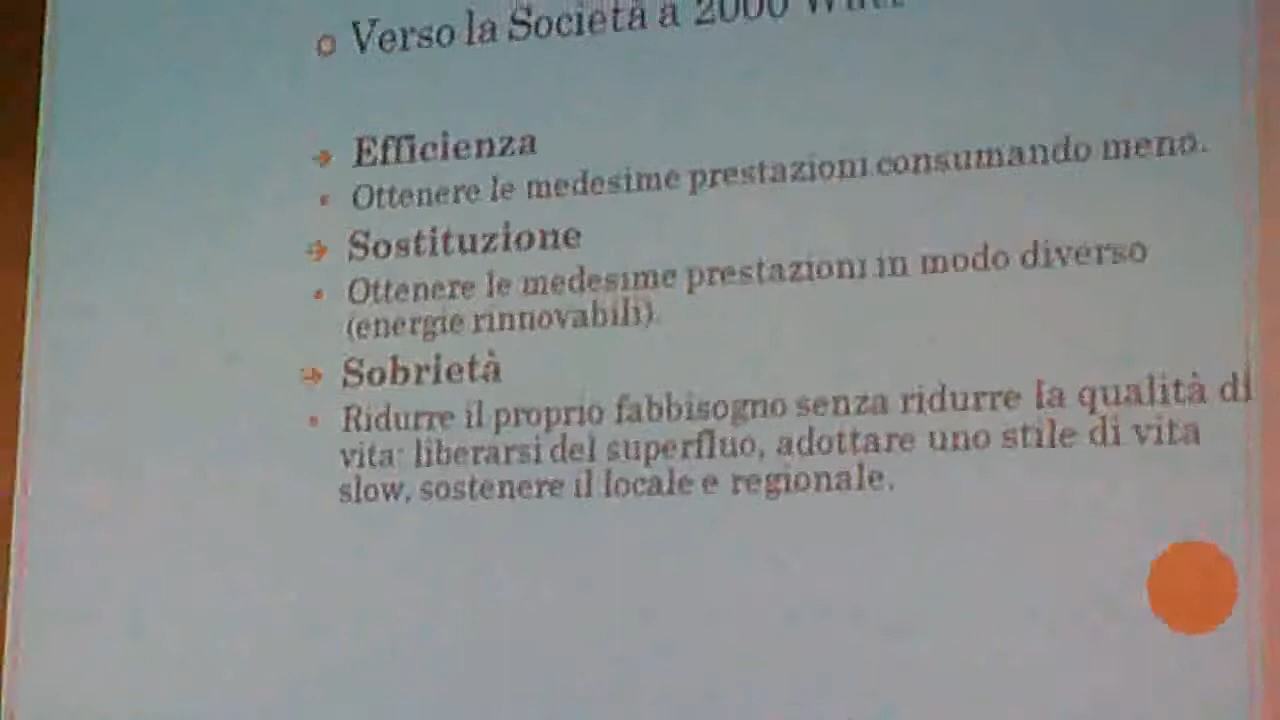 Verso la Società a 2000 Watt
Efficienza
Ottenere le medesime prestazioni consumando meno.
Sostituzione
Ottenere le medesime prestazioni in modo diverso
(energie rinnovabili)
Sobrietà
Ridurre il proprio fabbisogno senza ridurre la qualità di
vita: liberarsi del superfluo, adottare uno stile di vita
slow, sostenere il locale e regionale.